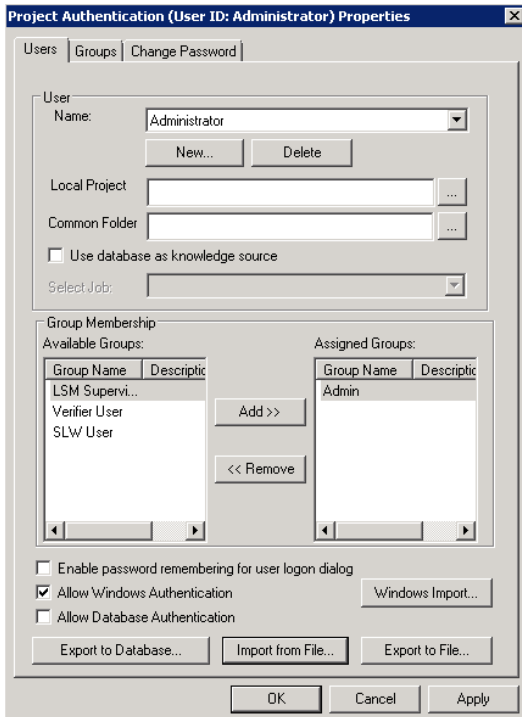 Project Authentication (User ID: Administrator) Properties
Users Groups Change Password
User
Name: Administrator
New... Delete
Local Project ...
Common Folder ...
Use database as knowledge source
Select Job:
Group Membership
Available Groups: Assigned Groups:
Group Name Descriptic Group Name Descriptic
LSM Supervi... Admin
Verifier User
Add >>
SLW User
<< Remove
Enable password remembering for user logon dialog
Allow Windows Authentication Windows Import...
Allow Database Authentication
Export to Database... Import from File... Export to File...
OK Cancel Apply